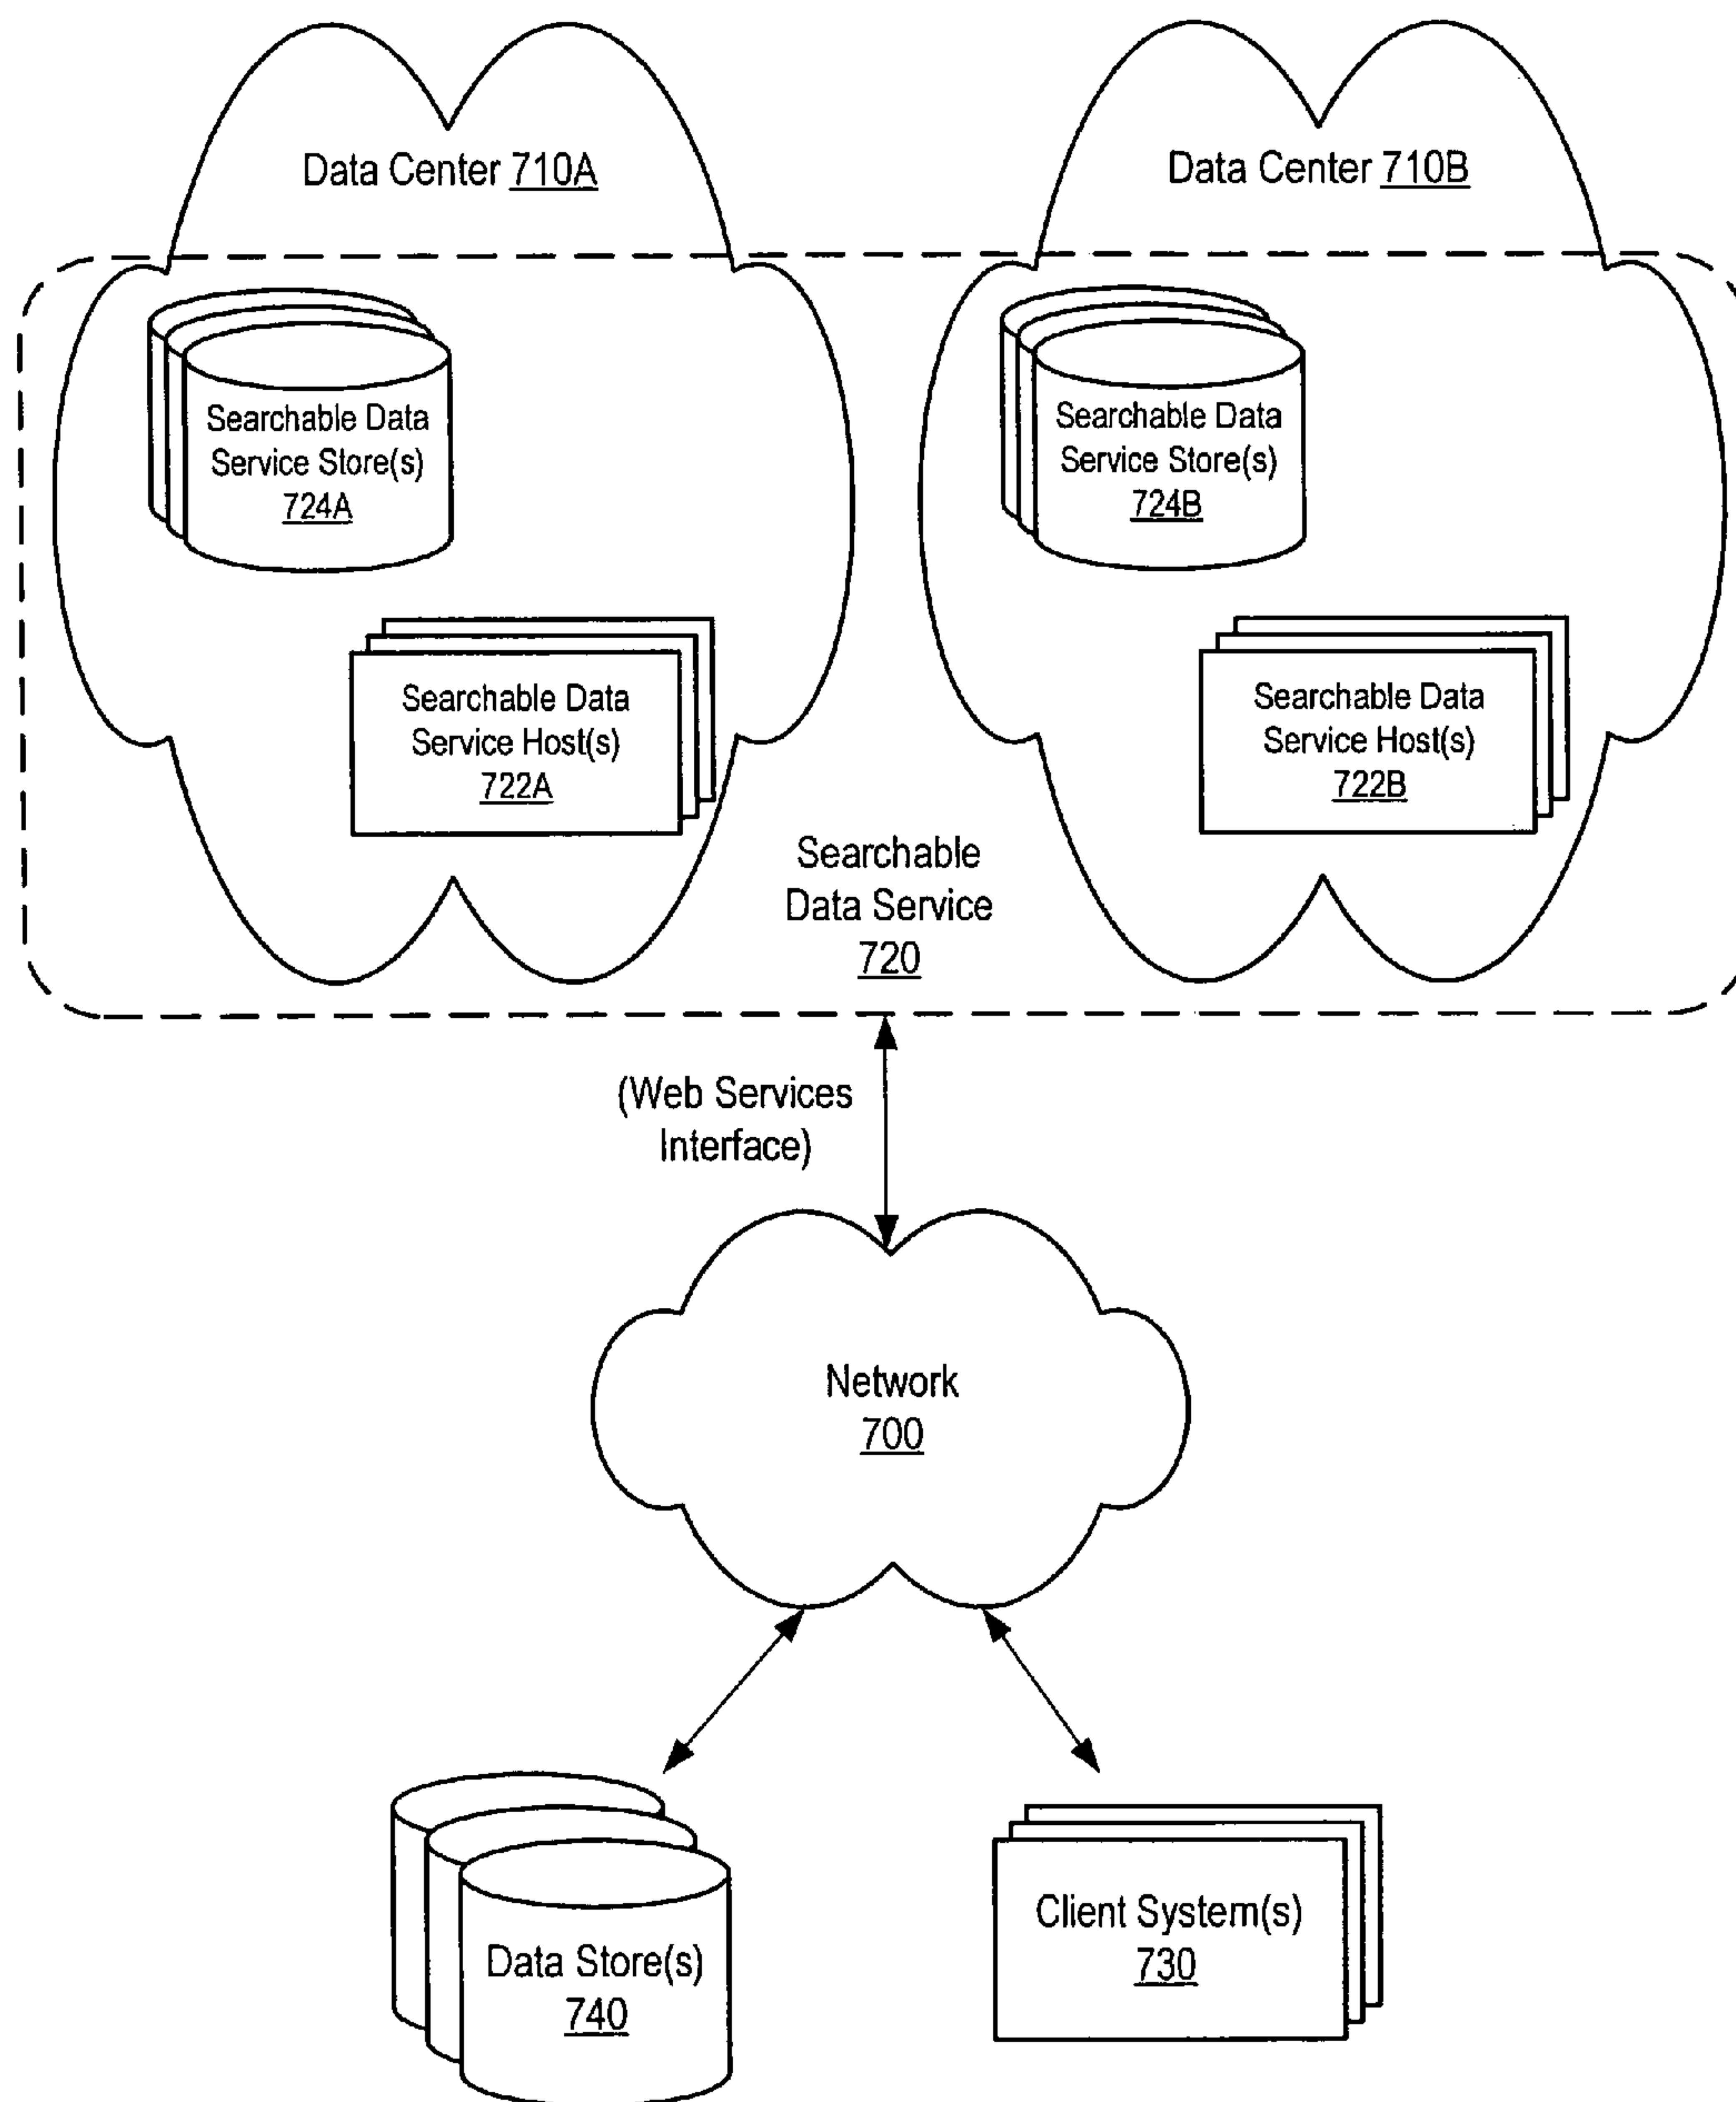 Data Center 710A
Data Center 710B
Searchable Data
Service Store(s)
724A
Searchable Data
Service Store(s)
724B
Searchable Data
Service Host(s)
722A
Searchable Data
Service Host(s)
722B
Searchable
Data Service
720
(Web Services
Interface)
Network
700
Data Store(s)
740
Client System(s)
730